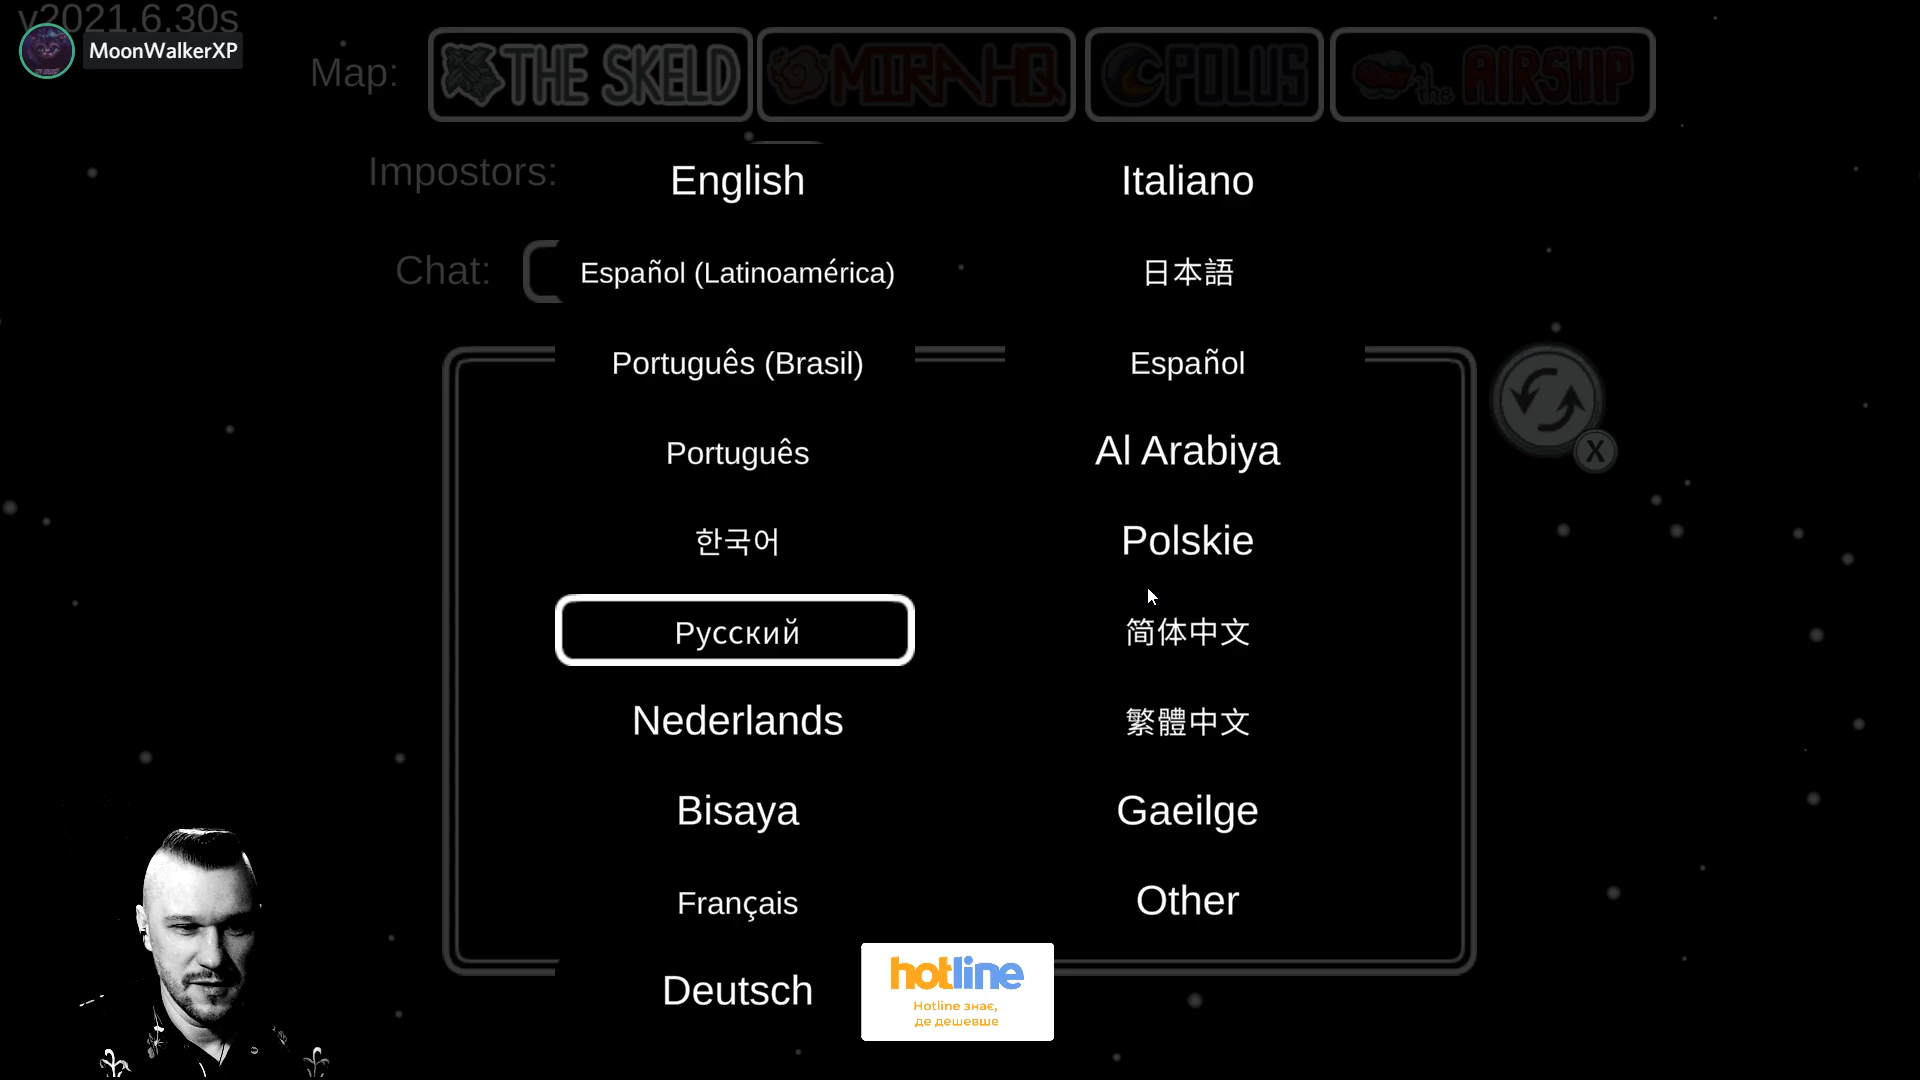 v2021.6.30s
MoonWalkerXP
Map:
THE SKELD
MIRA HQ
POLUS
the AIRSHIP
Impostors:
English
Italiano
Chat:
Español (Latinoamérica)
日本語
Português (Brasil)
Español
Português
Al Arabiya
한국어
Polskie
Русский
简体中文
Nederlands
繁體中文
Bisaya
Gaeilge
Français
Other
Deutsch
X
hotline
Hotline знає,
де дешевше